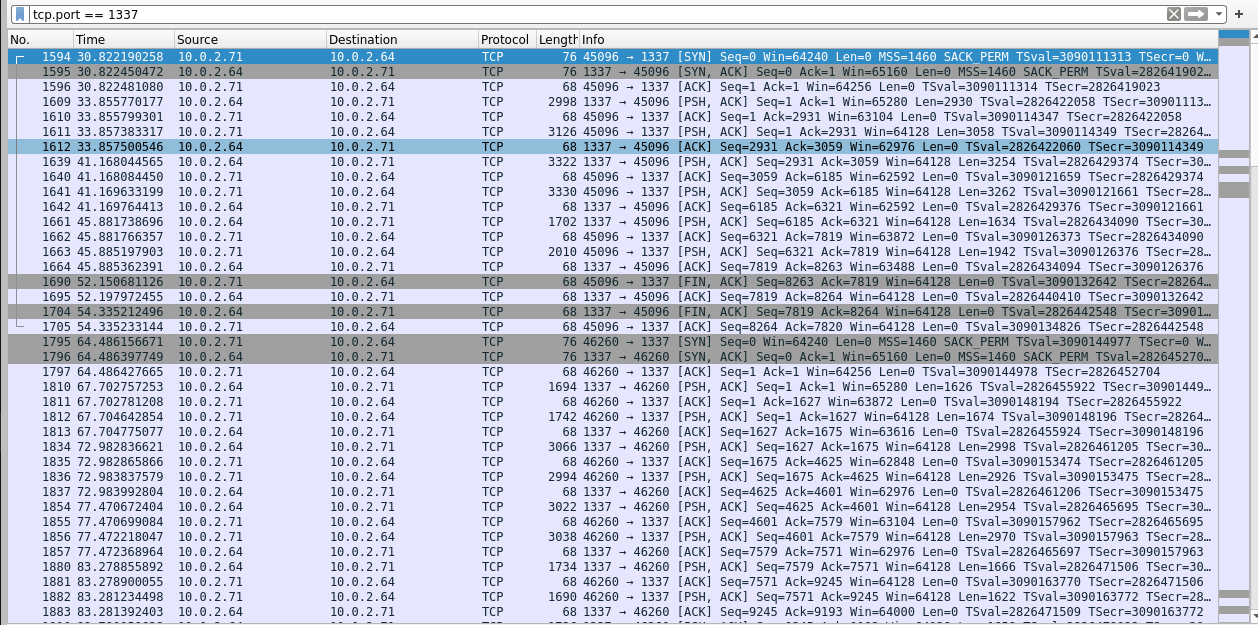 tcp.port == 1337
No. Time Source Destination Protocol Length Info
1594 30.822190258 10.0.2.71 10.0.2.64 TCP 76 45096 → 1337 [SYN] Seq=0 Win=64240 Len=0 MSS=1460 SACK_PERM TSval=3090111313 TSecr=0 W…
1595 30.822450472 10.0.2.64 10.0.2.71 TCP 76 1337 → 45096 [SYN, ACK] Seq=0 Ack=1 Win=65160 Len=0 MSS=1460 SACK_PERM TSval=282641902…
1596 30.822481080 10.0.2.71 10.0.2.64 TCP 68 45096 → 1337 [ACK] Seq=1 Ack=1 Win=64256 Len=0 TSval=3090111314 TSecr=2826419023
1609 33.855770177 10.0.2.64 10.0.2.71 TCP 2998 1337 → 45096 [PSH, ACK] Seq=1 Ack=1 Win=65280 Len=2930 TSval=2826422058 TSecr=30901113…
1610 33.855799301 10.0.2.71 10.0.2.64 TCP 68 45096 → 1337 [ACK] Seq=1 Ack=2931 Win=63104 Len=0 TSval=3090114347 TSecr=2826422058
1611 33.857383317 10.0.2.71 10.0.2.64 TCP 3126 45096 → 1337 [PSH, ACK] Seq=1 Ack=2931 Win=64128 Len=3058 TSval=3090114349 TSecr=28264…
1612 33.857500546 10.0.2.64 10.0.2.71 TCP 68 1337 → 45096 [ACK] Seq=2931 Ack=3059 Win=62976 Len=0 TSval=2826422060 TSecr=3090114349
1639 41.168044565 10.0.2.64 10.0.2.71 TCP 3322 1337 → 45096 [PSH, ACK] Seq=2931 Ack=3059 Win=64128 Len=3254 TSval=2826429374 TSecr=30…
1640 41.168084450 10.0.2.71 10.0.2.64 TCP 68 45096 → 1337 [ACK] Seq=3059 Ack=6185 Win=62592 Len=0 TSval=3090121659 TSecr=2826429374
1641 41.169633199 10.0.2.71 10.0.2.64 TCP 3330 45096 → 1337 [PSH, ACK] Seq=3059 Ack=6185 Win=64128 Len=3262 TSval=3090121661 TSecr=28…
1642 41.169764413 10.0.2.64 10.0.2.71 TCP 68 1337 → 45096 [ACK] Seq=6185 Ack=6321 Win=62592 Len=0 TSval=2826429376 TSecr=3090121661
1661 45.881738696 10.0.2.64 10.0.2.71 TCP 1702 1337 → 45096 [PSH, ACK] Seq=6185 Ack=6321 Win=64128 Len=1634 TSval=2826434090 TSecr=30…
1662 45.881766357 10.0.2.71 10.0.2.64 TCP 68 45096 → 1337 [ACK] Seq=6321 Ack=7819 Win=63872 Len=0 TSval=3090126373 TSecr=2826434090
1663 45.885197903 10.0.2.71 10.0.2.64 TCP 2010 45096 → 1337 [PSH, ACK] Seq=6321 Ack=7819 Win=64128 Len=1942 TSval=3090126376 TSecr=28…
1664 45.885362391 10.0.2.64 10.0.2.71 TCP 68 1337 → 45096 [ACK] Seq=7819 Ack=8263 Win=63488 Len=0 TSval=2826434094 TSecr=3090126376
1690 52.150681126 10.0.2.71 10.0.2.64 TCP 68 45096 → 1337 [FIN, ACK] Seq=8263 Ack=7819 Win=64128 Len=0 TSval=3090132642 TSecr=28264…
1695 52.197972455 10.0.2.64 10.0.2.71 TCP 68 1337 → 45096 [ACK] Seq=7819 Ack=8264 Win=64128 Len=0 TSval=2826440410 TSecr=3090132642
1704 54.335212496 10.0.2.64 10.0.2.71 TCP 68 1337 → 45096 [FIN, ACK] Seq=7819 Ack=8264 Win=64128 Len=0 TSval=2826442548 TSecr=30901…
1705 54.335233144 10.0.2.71 10.0.2.64 TCP 68 45096 → 1337 [ACK] Seq=8264 Ack=7820 Win=64128 Len=0 TSval=3090134826 TSecr=2826442548
1795 64.486156671 10.0.2.71 10.0.2.64 TCP 76 46260 → 1337 [SYN] Seq=0 Win=64240 Len=0 MSS=1460 SACK_PERM TSval=3090144977 TSecr=0 W…
1796 64.486397749 10.0.2.64 10.0.2.71 TCP 76 1337 → 46260 [SYN, ACK] Seq=0 Ack=1 Win=65160 Len=0 MSS=1460 SACK_PERM TSval=282645270…
1797 64.486427665 10.0.2.71 10.0.2.64 TCP 68 46260 → 1337 [ACK] Seq=1 Ack=1 Win=64256 Len=0 TSval=3090144978 TSecr=2826452704
1810 67.702757253 10.0.2.64 10.0.2.71 TCP 1694 1337 → 46260 [PSH, ACK] Seq=1 Ack=1 Win=65280 Len=1626 TSval=2826455922 TSecr=30901449…
1811 67.702781208 10.0.2.71 10.0.2.64 TCP 68 46260 → 1337 [ACK] Seq=1 Ack=1627 Win=63872 Len=0 TSval=3090148194 TSecr=2826455922
1812 67.704642854 10.0.2.71 10.0.2.64 TCP 1742 46260 → 1337 [PSH, ACK] Seq=1 Ack=1627 Win=64128 Len=1674 TSval=3090148196 TSecr=28264…
1813 67.704775077 10.0.2.64 10.0.2.71 TCP 68 1337 → 46260 [ACK] Seq=1627 Ack=1675 Win=63616 Len=0 TSval=2826455924 TSecr=3090148196
1834 72.982836621 10.0.2.64 10.0.2.71 TCP 3066 1337 → 46260 [PSH, ACK] Seq=1627 Ack=1675 Win=64128 Len=2998 TSval=2826461205 TSecr=30…
1835 72.982865866 10.0.2.71 10.0.2.64 TCP 68 46260 → 1337 [ACK] Seq=1675 Ack=4625 Win=62848 Len=0 TSval=3090153474 TSecr=2826461205
1836 72.983837579 10.0.2.71 10.0.2.64 TCP 2994 46260 → 1337 [PSH, ACK] Seq=1675 Ack=4625 Win=64128 Len=2926 TSval=3090153475 TSecr=28…
1837 72.983992804 10.0.2.64 10.0.2.71 TCP 68 1337 → 46260 [ACK] Seq=4625 Ack=4601 Win=62976 Len=0 TSval=2826461206 TSecr=3090153475
1854 77.470672404 10.0.2.64 10.0.2.71 TCP 3022 1337 → 46260 [PSH, ACK] Seq=4625 Ack=4601 Win=64128 Len=2954 TSval=2826465695 TSecr=30…
1855 77.470699084 10.0.2.71 10.0.2.64 TCP 68 46260 → 1337 [ACK] Seq=4601 Ack=7579 Win=63104 Len=0 TSval=3090157962 TSecr=2826465695
1856 77.472218047 10.0.2.71 10.0.2.64 TCP 3038 46260 → 1337 [PSH, ACK] Seq=4601 Ack=7579 Win=64128 Len=2970 TSval=3090157963 TSecr=28…
1857 77.472368964 10.0.2.64 10.0.2.71 TCP 68 1337 → 46260 [ACK] Seq=7579 Ack=7571 Win=62976 Len=0 TSval=2826465697 TSecr=3090157963
1880 83.278855892 10.0.2.64 10.0.2.71 TCP 1734 1337 → 46260 [PSH, ACK] Seq=7579 Ack=7571 Win=64128 Len=1666 TSval=2826471506 TSecr=30…
1881 83.278900055 10.0.2.71 10.0.2.64 TCP 68 46260 → 1337 [ACK] Seq=7571 Ack=9245 Win=64128 Len=0 TSval=3090163770 TSecr=2826471506
1882 83.281234498 10.0.2.71 10.0.2.64 TCP 1690 46260 → 1337 [PSH, ACK] Seq=7571 Ack=9245 Win=64128 Len=1622 TSval=3090163772 TSecr=28…
1883 83.281392403 10.0.2.64 10.0.2.71 TCP 68 1337 → 46260 [ACK] Seq=9245 Ack=9193 Win=64000 Len=0 TSval=2826471509 TSecr=3090163772